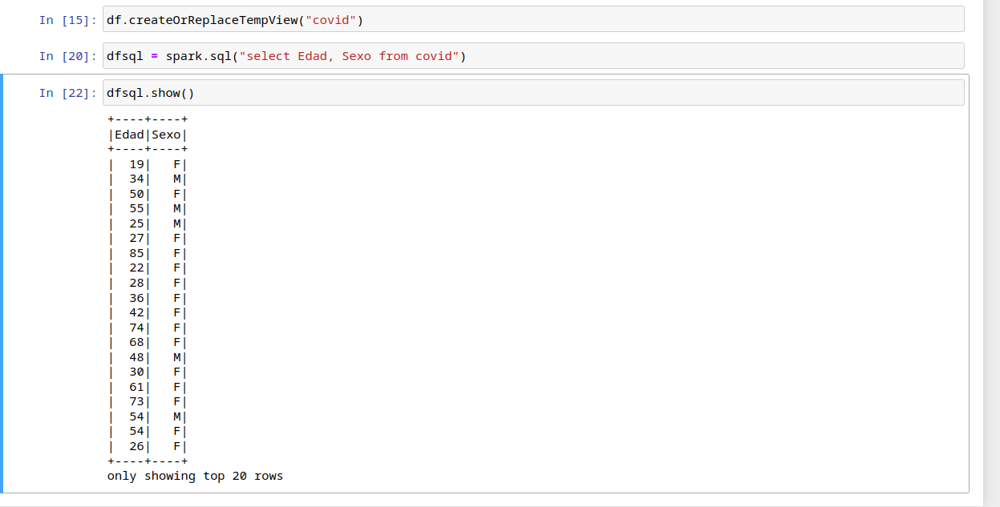 In [15]: df.createOrReplaceTempView("covid")
In [20]: dfsql = spark.sql("select Edad, Sexo from covid")
In [22]: dfsql.show()
+----+----+
|Edad|Sexo|
+----+----+
|  19|   F|
|  34|   M|
|  50|   F|
|  55|   M|
|  25|   M|
|  27|   F|
|  85|   F|
|  22|   F|
|  28|   F|
|  36|   F|
|  42|   F|
|  74|   F|
|  68|   F|
|  48|   M|
|  30|   F|
|  61|   F|
|  73|   F|
|  54|   M|
|  54|   F|
|  26|   F|
+----+----+
only showing top 20 rows